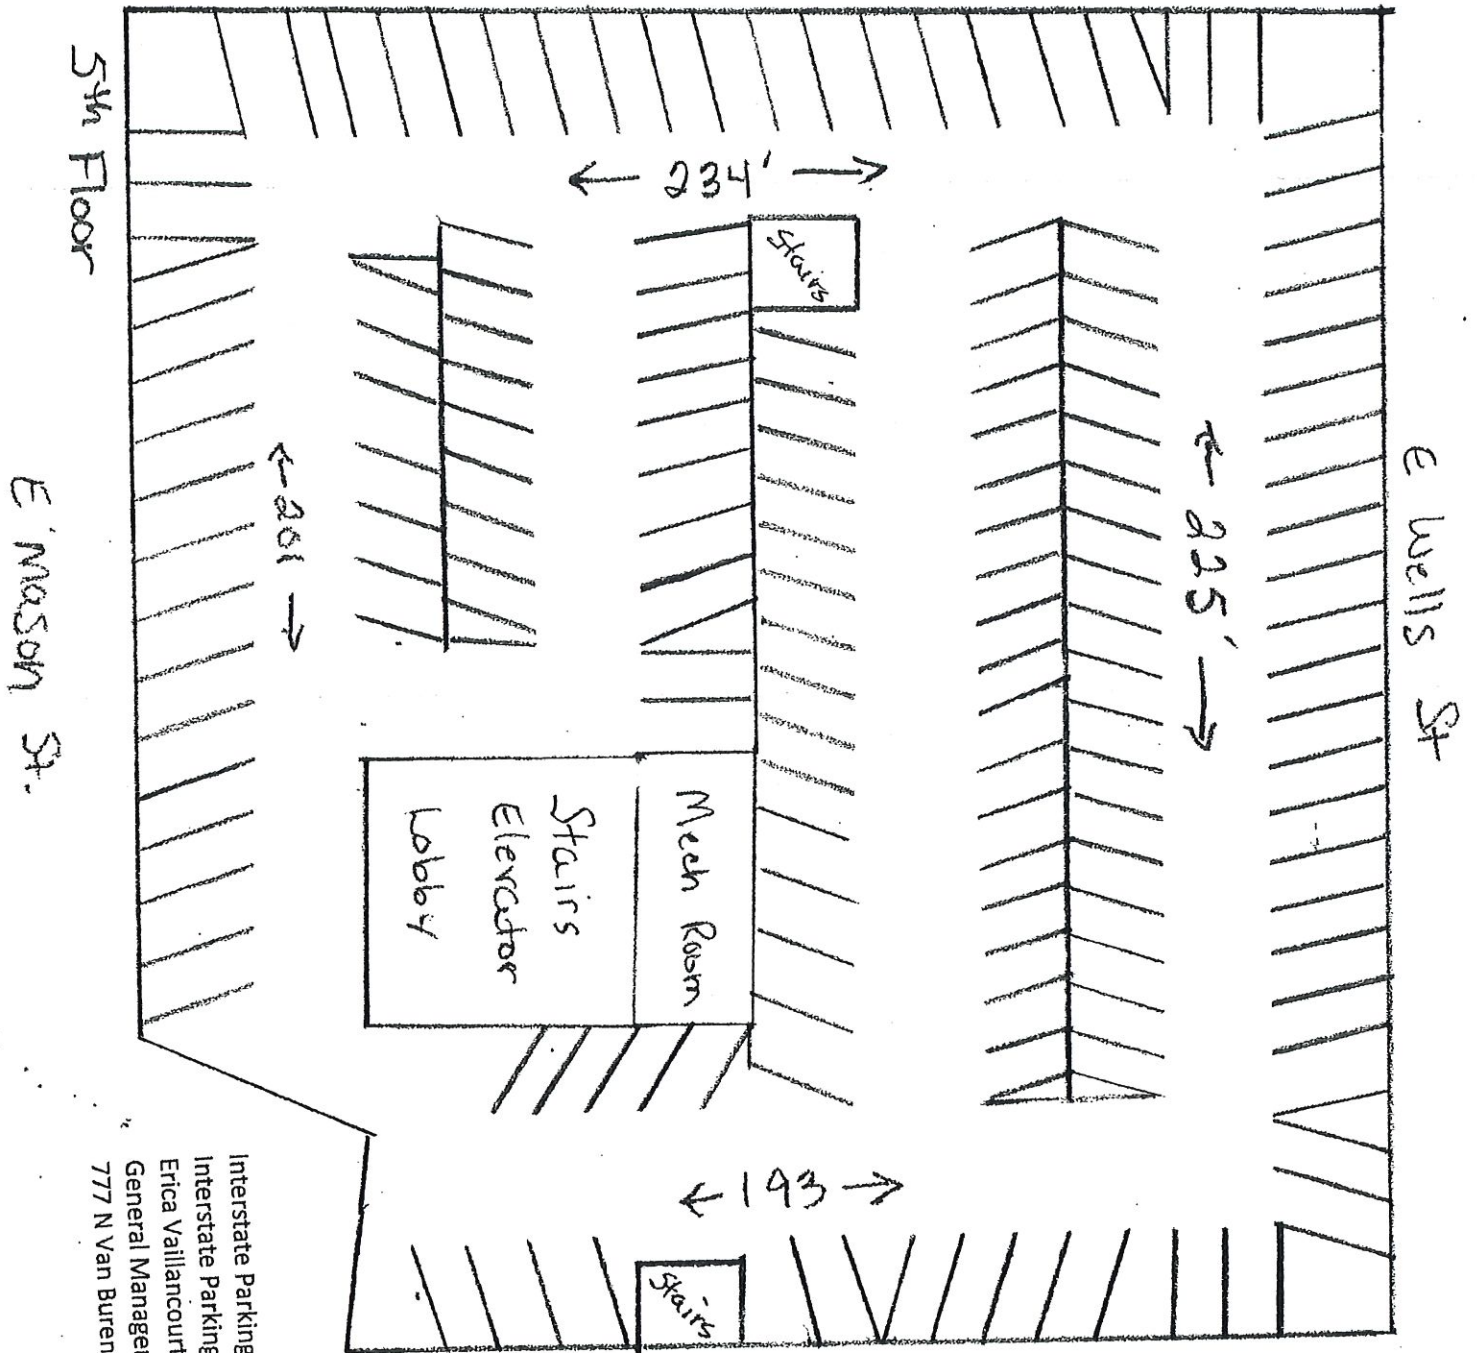 5th Floor
E Mason St.
E Wells St
← 234' →
Stairs
← 225' →
← 201 →
Mech Room
Stairs
Elevator
Lobby
← 193 →
Stairs
Interstate Parking
Interstate Parking
Erica Vaillancourt
General Manager
777 N Van Buren